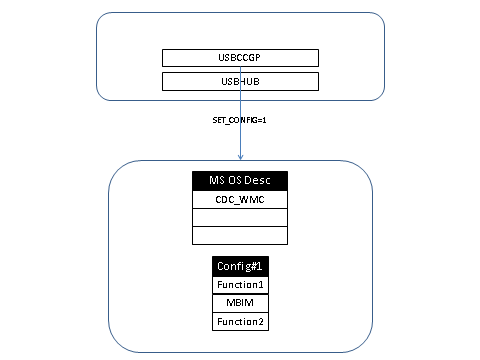 USBCCGP
USBHUB
SET_CONFIG=1
MS OS Desc
CDC_WMC
Config#1
Function1
MBIM
Function2